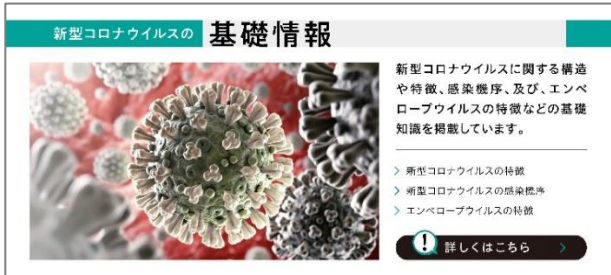 新型コロナウイルスの 基礎情報
新型コロナウイルスに関する構造
や特徴、感染機序、及び、エンベ
ロープウイルスの特徴などの基礎
知識を掲載しています。
> 新型コロナウイルスの特徴
> 新型コロナウイルスの感染機序
> エンベロープウイルスの特徴
! 詳しくはこちら >